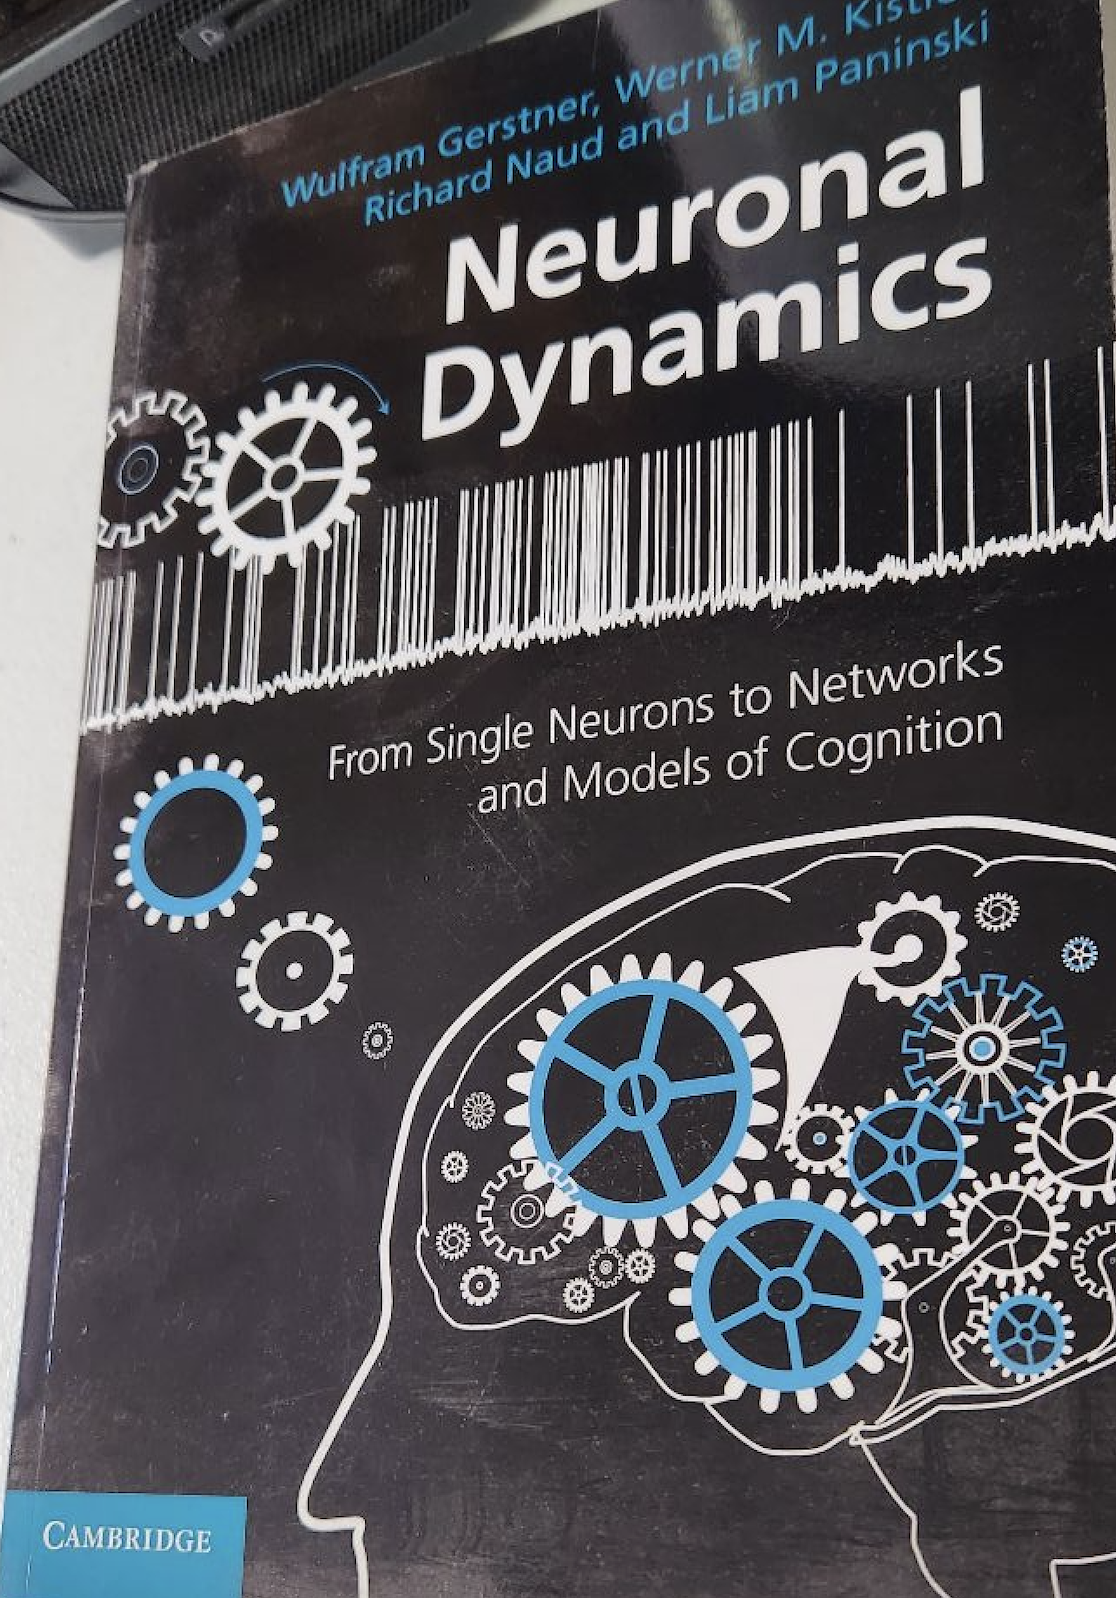 Wulfram Gerstner, Werner M.
Richard Naud and Liam Paninski
Neuronal
Dynamics
From Single Neurons to Networks
and Models of Cognition
CAMBRIDGE